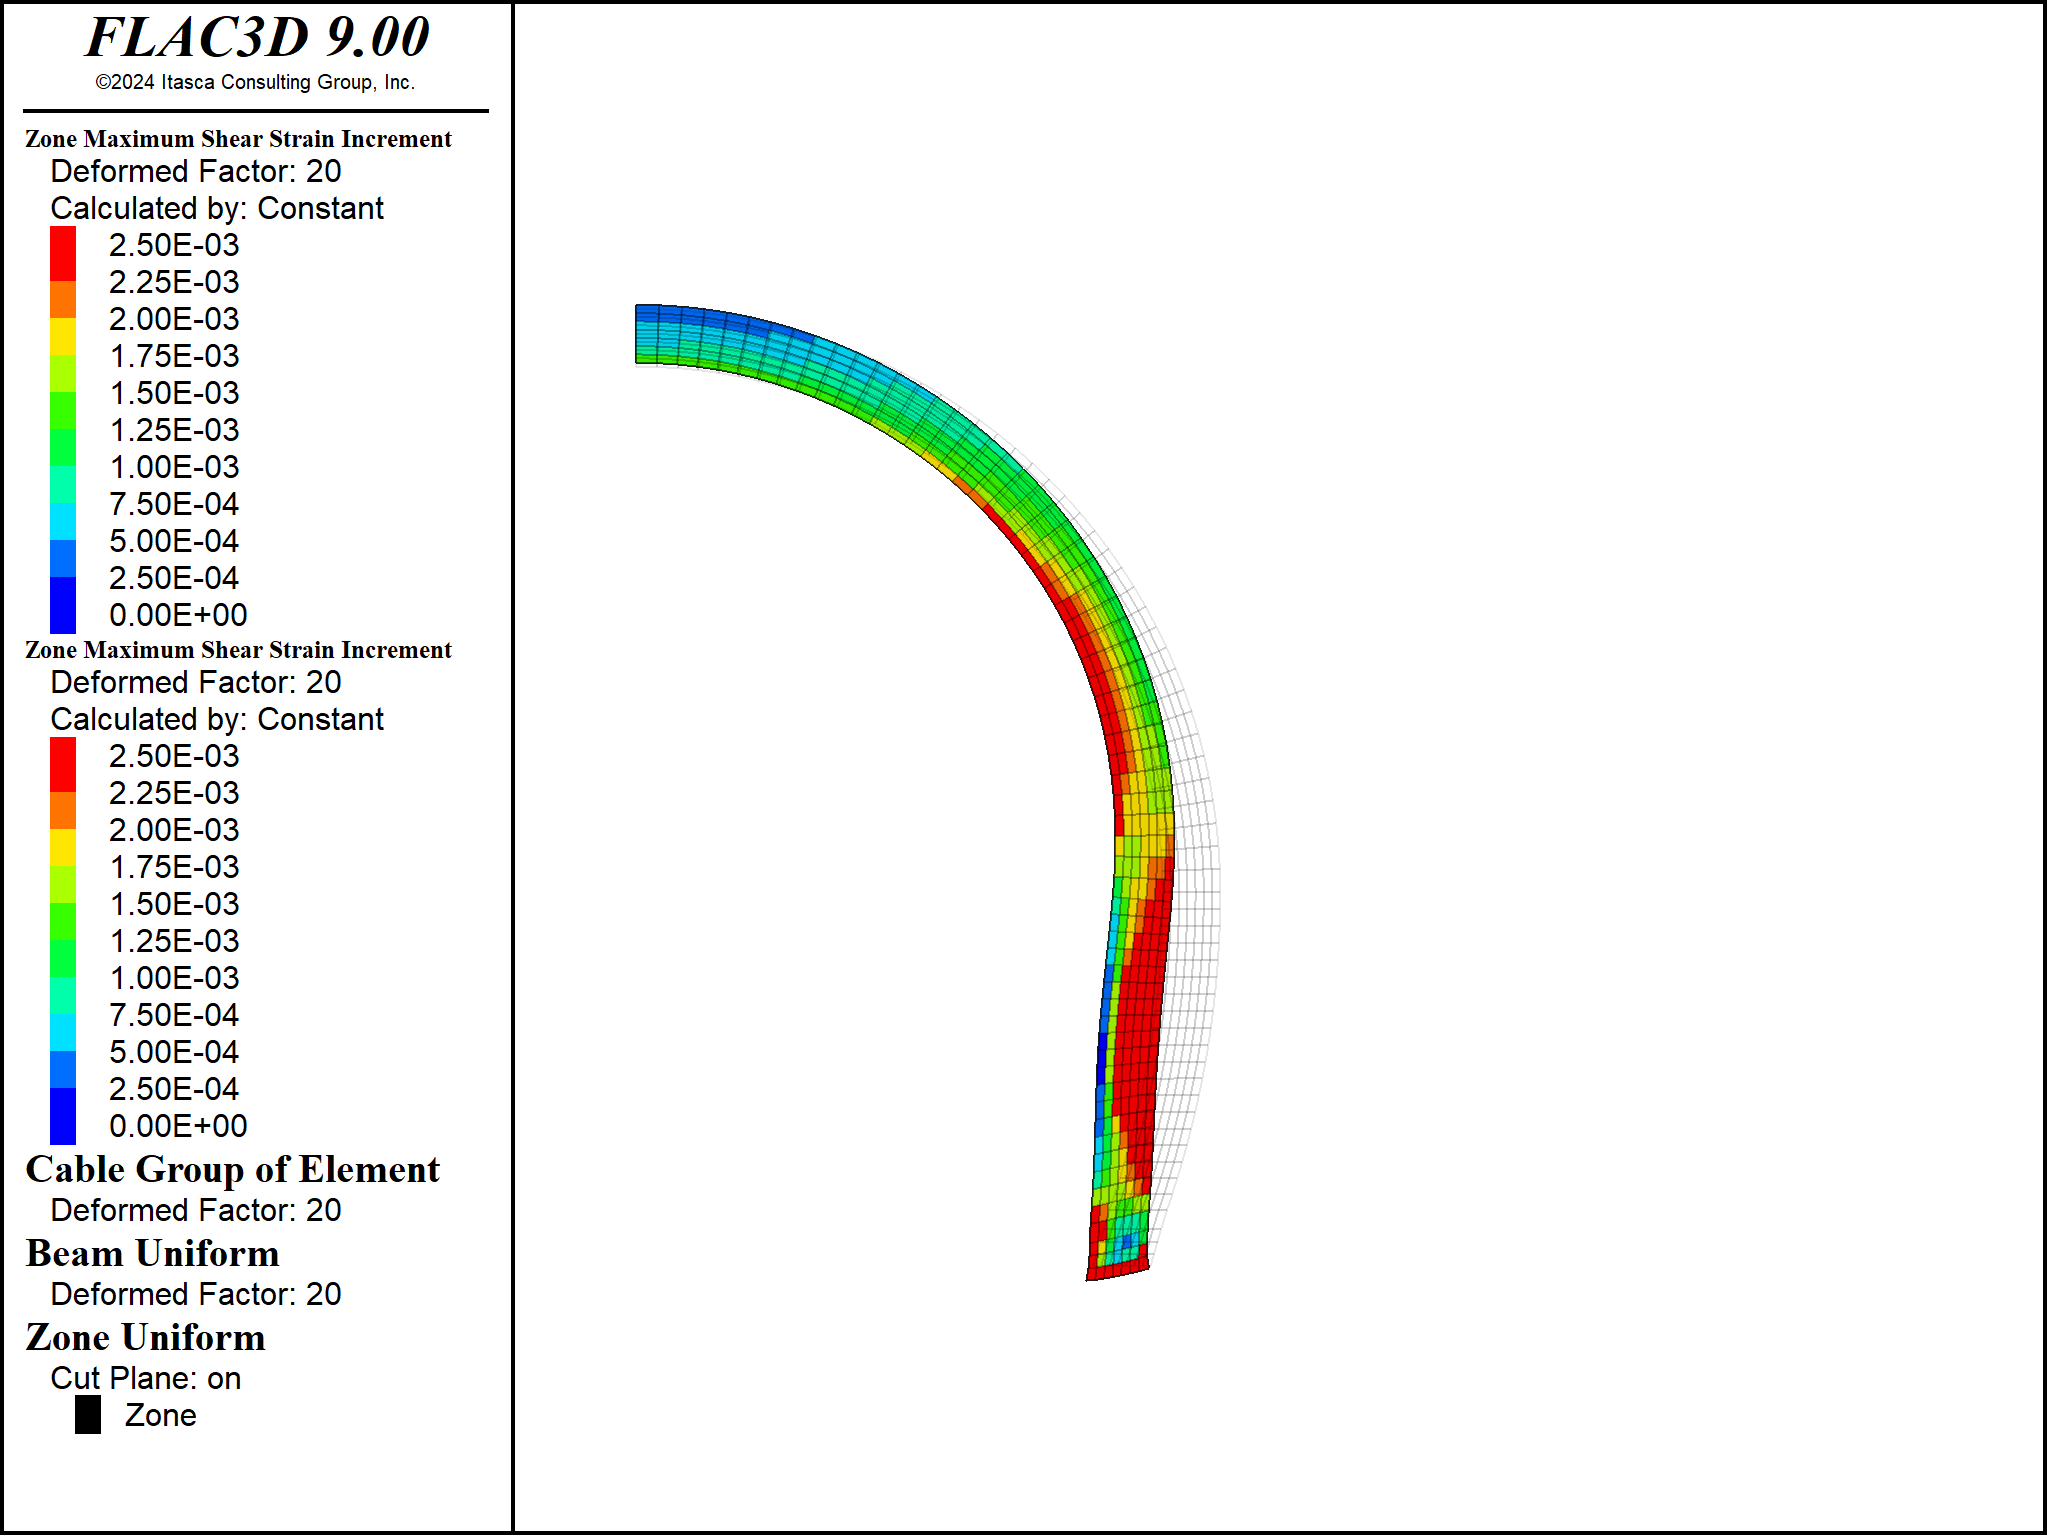 FLAC3D 9.00
©2024 Itasca Consulting Group, Inc.
Zone Maximum Shear Strain Increment
Deformed Factor: 20
Calculated by: Constant
2.50E-03
2.25E-03
2.00E-03
1.75E-03
1.50E-03
1.25E-03
1.00E-03
7.50E-04
5.00E-04
2.50E-04
0.00E+00
Zone Maximum Shear Strain Increment
Deformed Factor: 20
Calculated by: Constant
2.50E-03
2.25E-03
2.00E-03
1.75E-03
1.50E-03
1.25E-03
1.00E-03
7.50E-04
5.00E-04
2.50E-04
0.00E+00
Cable Group of Element
Deformed Factor: 20
Beam Uniform
Deformed Factor: 20
Zone Uniform
Cut Plane: on
Zone